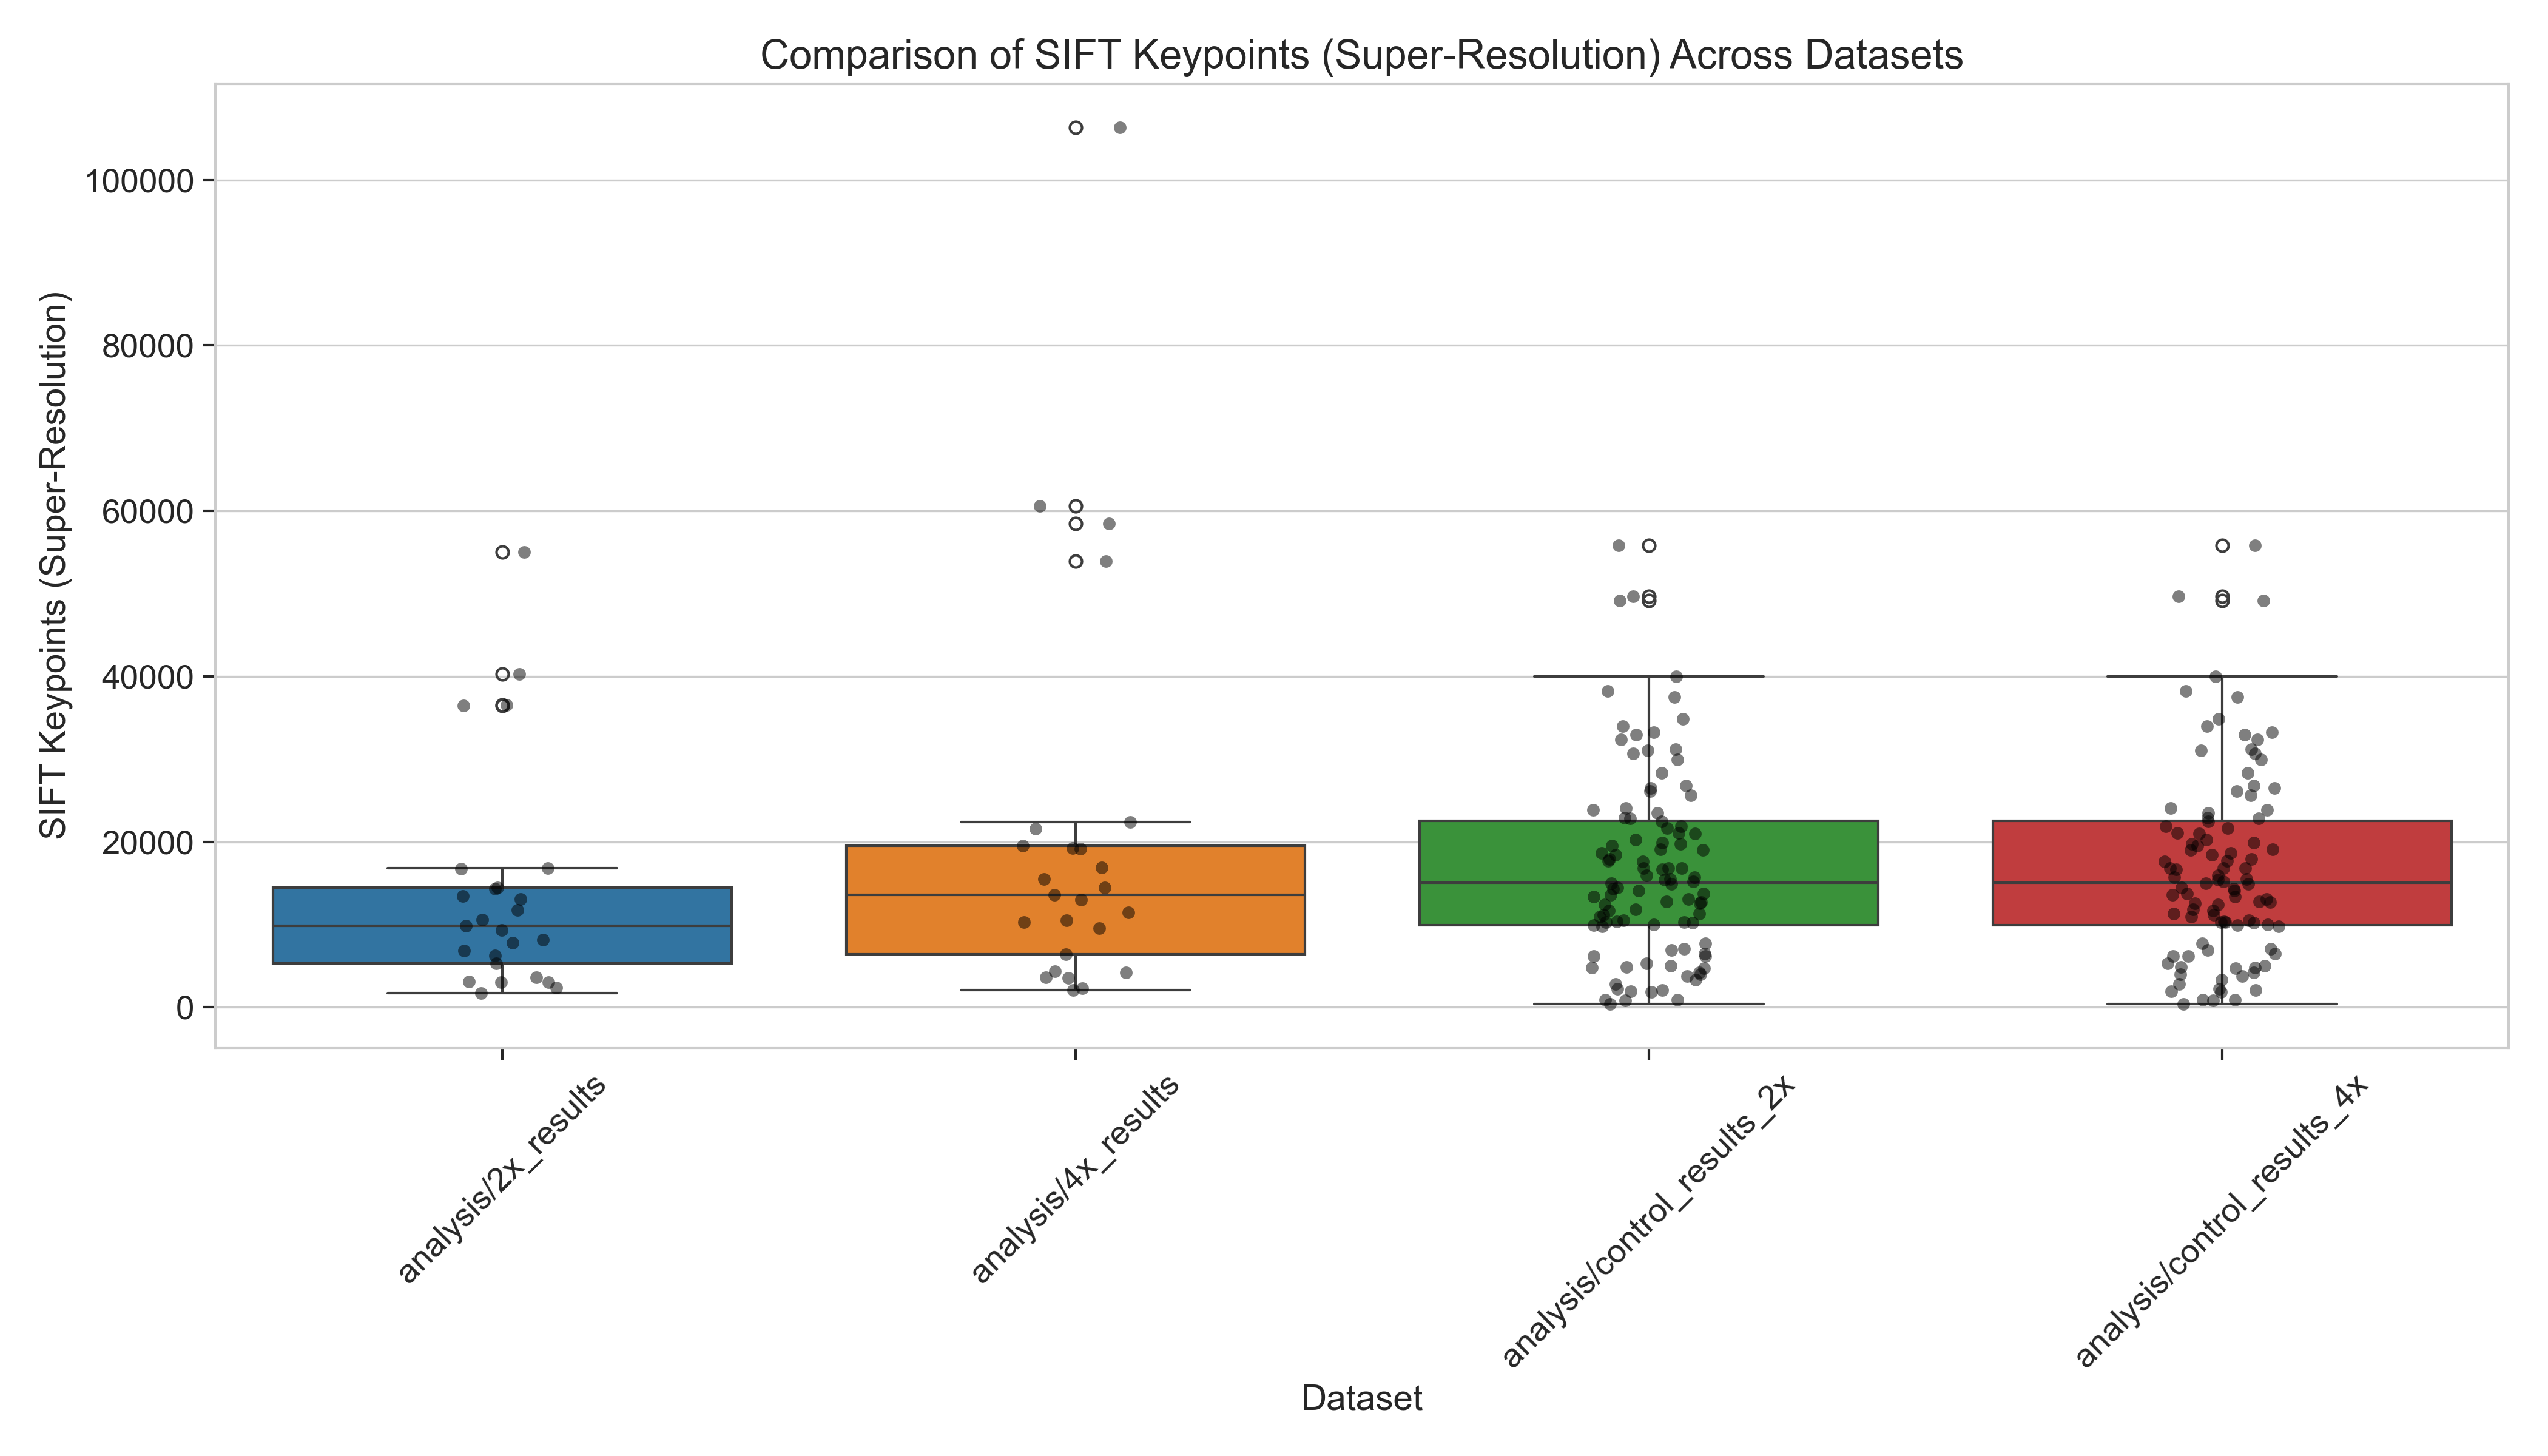 Comparison of SIFT Keypoints (Super-Resolution) Across Datasets
SIFT Keypoints (Super-Resolution)
100000
80000
60000
40000
20000
0
analysis/2x_results
analysis/4x_results
analysis/control_results_2x
analysis/control_results_4x
Dataset